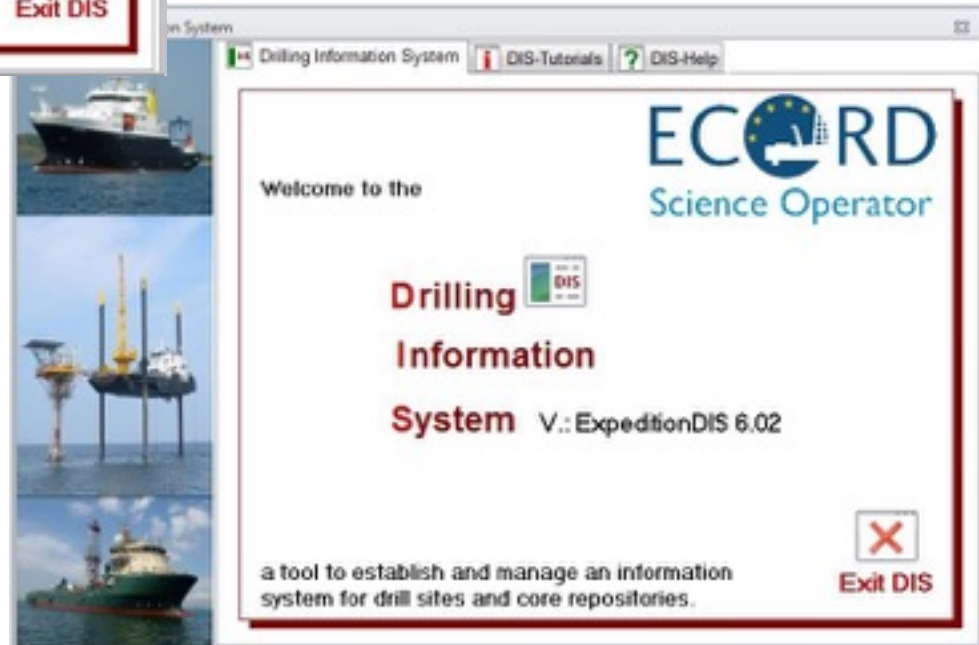 Exit DIS
on System
Drilling Information System
DIS-Tutorials
DIS-Help
ECORD
Science Operator
Welcome to the
Drilling
DIS
Information
System V.: ExpeditionDIS 6.02
a tool to establish and manage an information
system for drill sites and core repositories.
Exit DIS